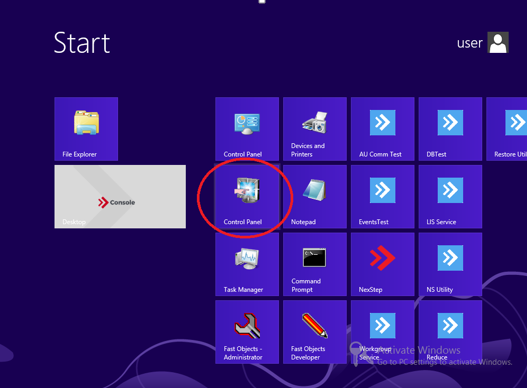 Start
user
File Explorer
Control Panel
Devices and
Printers
AU Comm Test
DBTest
Restore Util
Console
Desktop
Control Panel
Notepad
EventsTest
IJS Service
Task Manager
Command
Prompt
NexStep
NS Utility
Fast Objects -
Administrator
Fast Objects
Developer
Workgroup
Service
Reduce
Activate Windows
Go to PC settings to activate Windows.